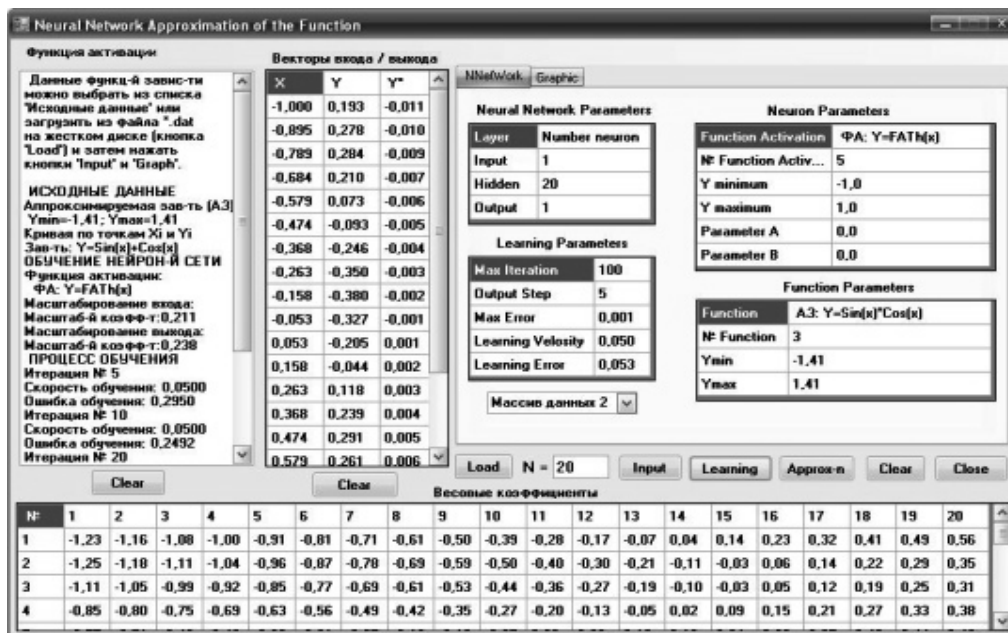 Neural Network Approximation of the Function
Функция активации
Данные функц-й завис-ти
можно выбрать из списка
"Исходные данные" или
загрузить из файла *.dat
на жестком диске (кнопка
"Load") и затем нажать
кнопки 'Input' и 'Graph'.
ИСХОДНЫЕ ДАННЫЕ
Аппроксимируемая зав-ть (А.3)
Ymin=-1,41; Ymax=1,41
Кривая по точкам Xi и Yi
Зав-ть: Y=Sin(x)+Cos(x)
ОБУЧЕНИЕ НЕЙРОН-Й СЕТИ
Функция активации:
ФА: Y=FATh(x)
Масштабирование входа:
Масштаб-й коэфф-т:0,211
Масштабирование выхода:
Масштаб-й коэфф-т:0,238
ПРОЦЕСС ОБУЧЕНИЯ
Итерация № 5
Скорость обучения: 0,0500
Ошибка обучения: 0,2950
Итерация № 10
Скорость обучения: 0,0500
Ошибка обучения: 0,2492
Итерация № 20
Clear
Векторы входа / выхода
X Y Y*
-1,000 0,193 -0,011
-0,895 0,278 -0,010
-0,789 0,284 -0,009
-0,684 0,210 -0,007
-0,579 0,073 -0,006
-0,474 -0,093 -0,005
-0,368 -0,246 -0,004
-0,263 -0,350 -0,003
-0,158 -0,380 -0,002
-0,053 -0,327 -0,001
0,053 -0,205 0,001
0,158 -0,044 0,002
0,263 0,118 0,003
0,368 0,239 0,004
0,474 0,291 0,005
0,579 0,261 0,006
Clear
NNetWork Graphic
Neural Network Parameters
Layer Number neuron
Input 1
Hidden 20
Output 1
Learning Parameters
Max Iteration 100
Output Step 5
Max Error 0,001
Learning Velosity 0,050
Learning Error 0,053
Массив данных 2
Neuron Parameters
Function Activation ФА: Y=FATh(x)
№ Function Activ... 5
Y minimum -1,0
Y maximum 1,0
Parameter A 0,0
Parameter B 0,0
Function Parameters
Function А.3: Y=Sin(x)*Cos(x)
№ Function 3
Ymin -1,41
Ymax 1,41
Load N = 20 Input Learning Approx-n Clear Close
Весовые коэффициенты
№ 1 2 3 4 5 6 7 8 9 10 11 12 13 14 15 16 17 18 19 20
1 -1,23 -1,16 -1,08 -1,00 -0,91 -0,81 -0,71 -0,61 -0,50 -0,39 -0,28 -0,17 -0,07 0,04 0,14 0,23 0,32 0,41 0,49 0,56
2 -1,25 -1,18 -1,11 -1,04 -0,96 -0,87 -0,78 -0,69 -0,59 -0,50 -0,40 -0,30 -0,21 -0,11 -0,03 0,06 0,14 0,22 0,29 0,35
3 -1,11 -1,05 -0,99 -0,92 -0,85 -0,77 -0,69 -0,61 -0,53 -0,44 -0,36 -0,27 -0,19 -0,10 -0,03 0,05 0,12 0,19 0,25 0,31
4 -0,85 -0,80 -0,75 -0,69 -0,63 -0,56 -0,49 -0,42 -0,35 -0,27 -0,20 -0,13 -0,05 0,02 0,09 0,15 0,21 0,27 0,33 0,38